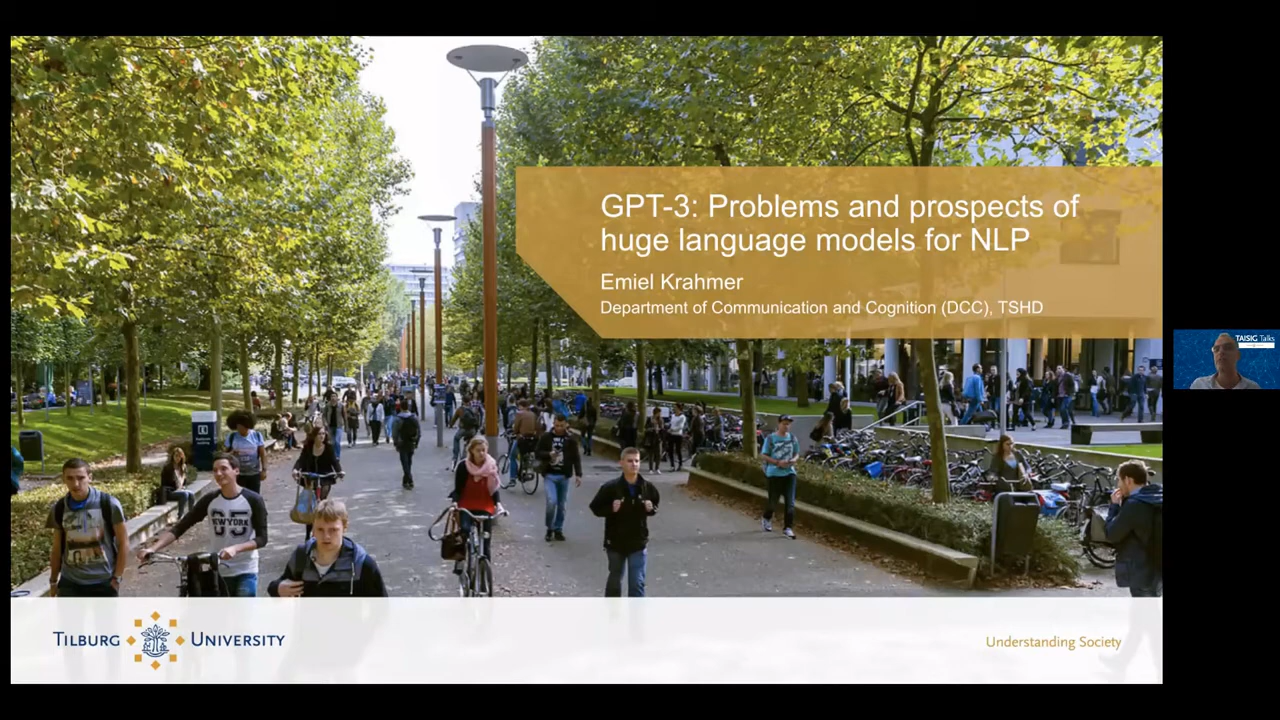 GPT-3: Problems and prospects of
huge language models for NLP
Emiel Krahmer
Department of Communication and Cognition (DCC), TSHD
TAISIG Talks
NEWYORK
TILBURG UNIVERSITY
Understanding Society